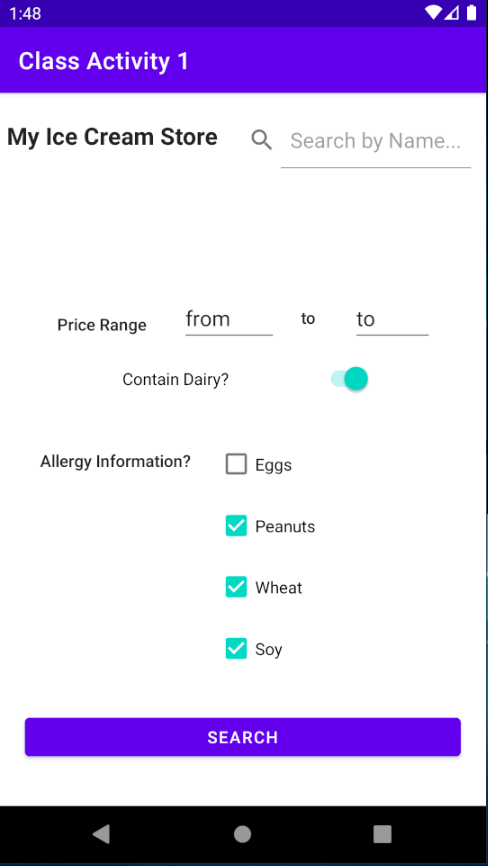 1:48
Class Activity 1
My Ice Cream Store Search by Name...
Price Range from to to
Contain Dairy?
Allergy Information? Eggs
Peanuts
Wheat
Soy
SEARCH